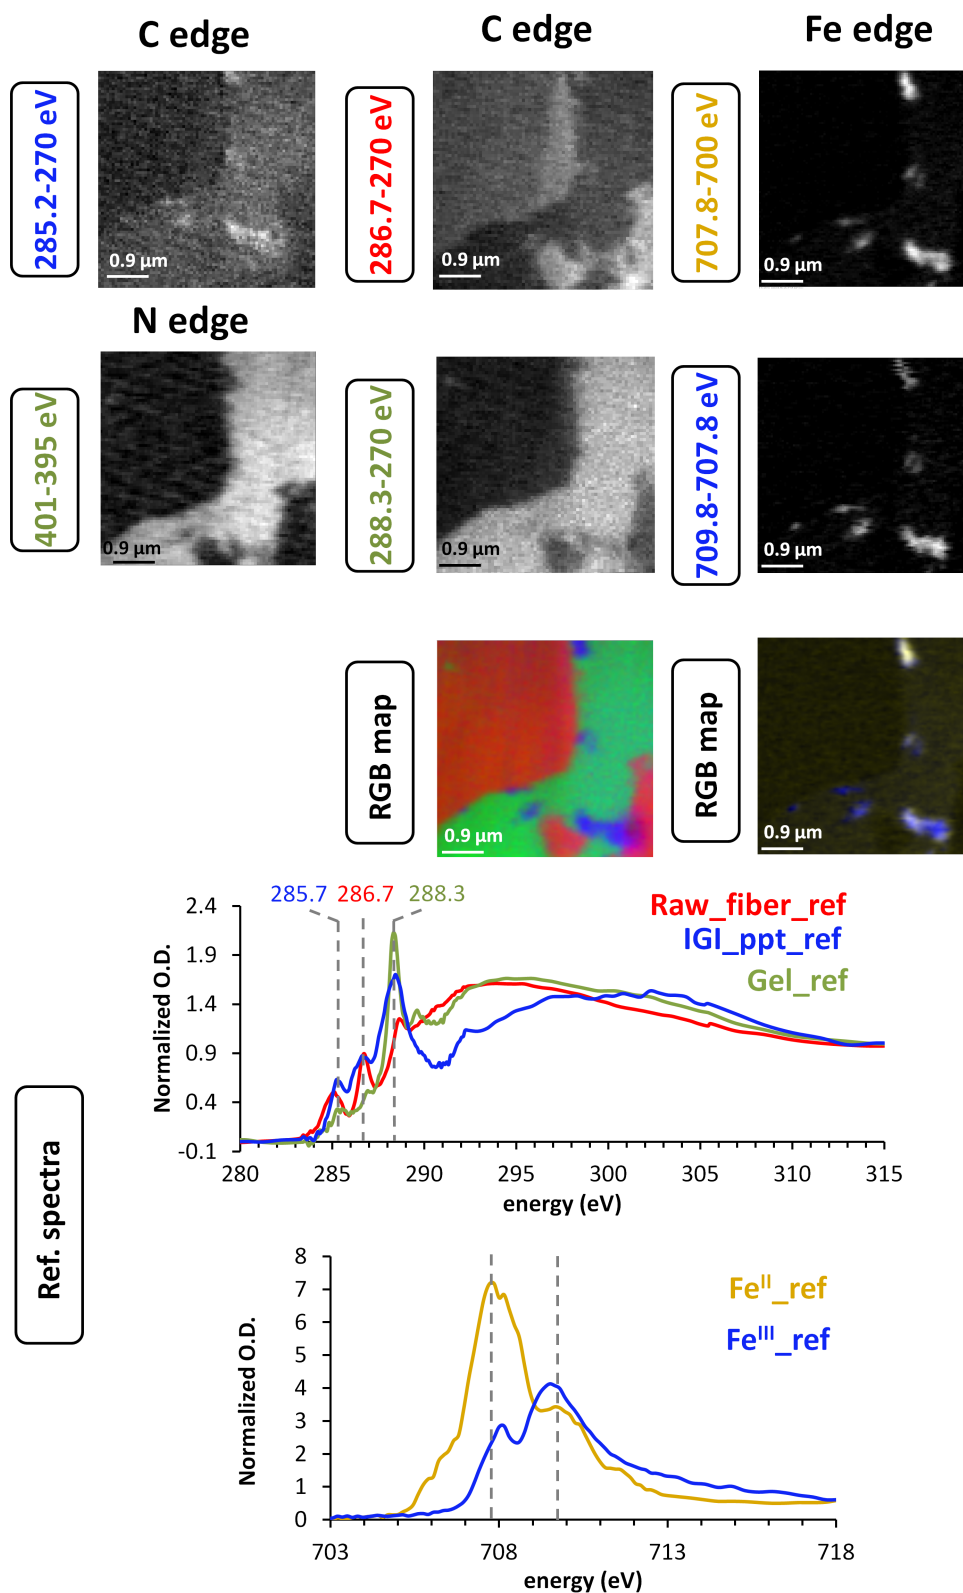 C edge
C edge
Fe edge
285.2-270 eV
286.7-270 eV
707.8-700 eV
0.9 µm
0.9 µm
0.9 µm
N edge
401-395 eV
288.3-270 eV
709.8-707.8 eV
0.9 µm
0.9 µm
0.9 µm
RGB map
RGB map
0.9 µm
0.9 µm
285.7
286.7
288.3
Raw_fiber_ref
IGI_ppt_ref
Gel_ref
Normalized O.D.
2.4
1.9
1.4
0.9
0.4
-0.1
280
285
290
295
300
305
310
315
energy (eV)
Ref. spectra
Fe^II_ref
Fe^III_ref
Normalized O.D.
8
7
6
5
4
3
2
1
0
703
708
713
718
energy (eV)